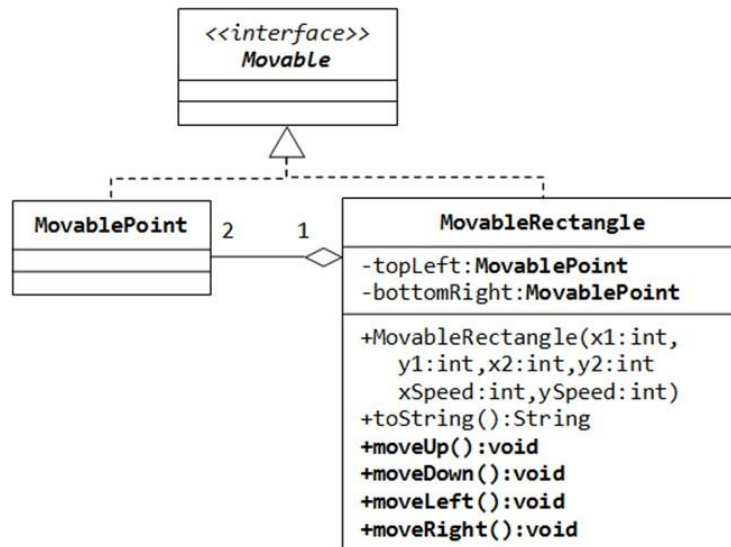 <<interface>>
Movable
MovablePoint
2
1
MovableRectangle
-topLeft:MovablePoint
-bottomRight:MovablePoint
+MovableRectangle(x1:int,
y1:int,x2:int,y2:int
xSpeed:int,ySpeed:int)
+toString():String
+moveUp():void
+moveDown():void
+moveLeft():void
+moveRight():void